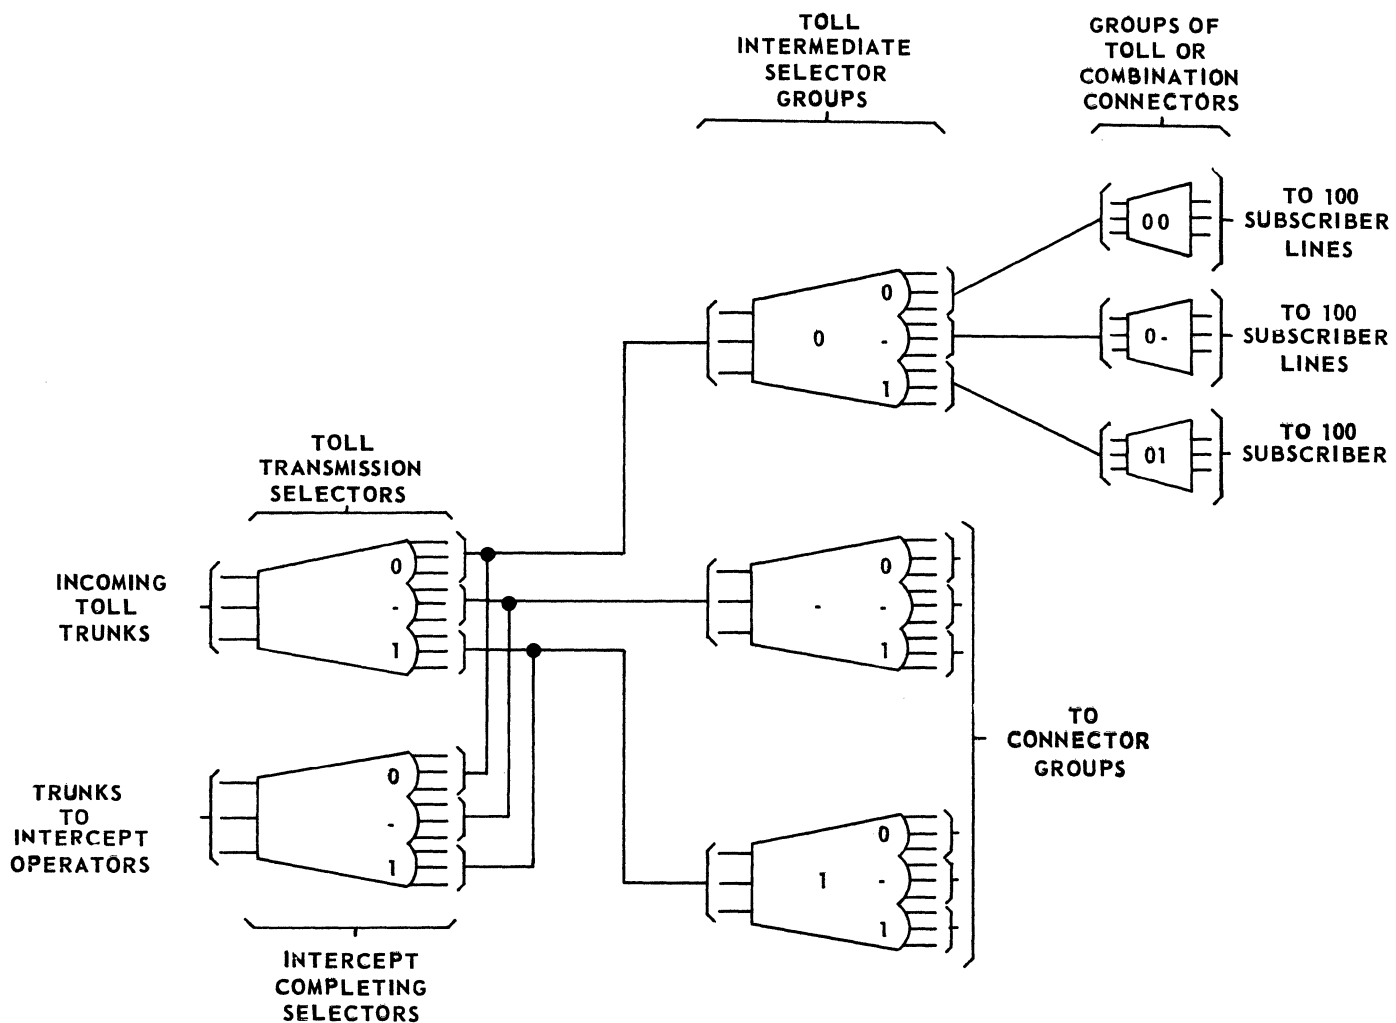 TOLL
INTERMEDIATE
SELECTOR
GROUPS
GROUPS OF
TOLL OR
COMBINATION
CONNECTORS
00
TO 100
SUBSCRIBER
LINES
0
0
-
1
0-
TO 100
SUBSCRIBER
LINES
01
TO 100
SUBSCRIBER
TOLL
TRANSMISSION
SELECTORS
INCOMING
TOLL
TRUNKS
0
-
1
-
0
-
1
TO
CONNECTOR
GROUPS
TRUNKS
TO
INTERCEPT
OPERATORS
0
-
1
1
0
-
1
INTERCEPT
COMPLETING
SELECTORS